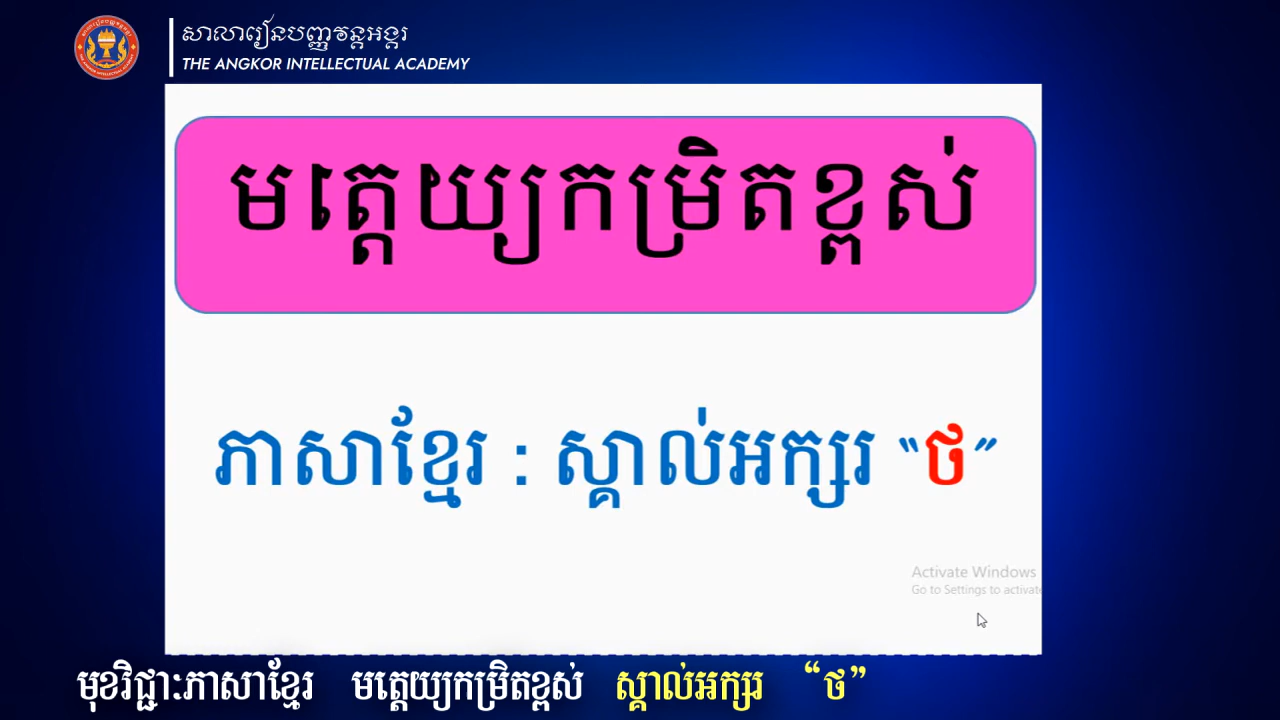 សាលារៀនបញ្ញវន្តអង្គរ
THE ANGKOR INTELLECTUAL ACADEMY
មត្តេយ្យកម្រិតខ្ពស់
ភាសាខ្មែរ : ស្គាល់អក្សរ “ថ”
Activate Windows
Go to Settings to activate
មុខវិជ្ជា:ភាសាខ្មែរ មត្តេយ្យកម្រិតខ្ពស់ ស្គាល់អក្សរ “ថ”